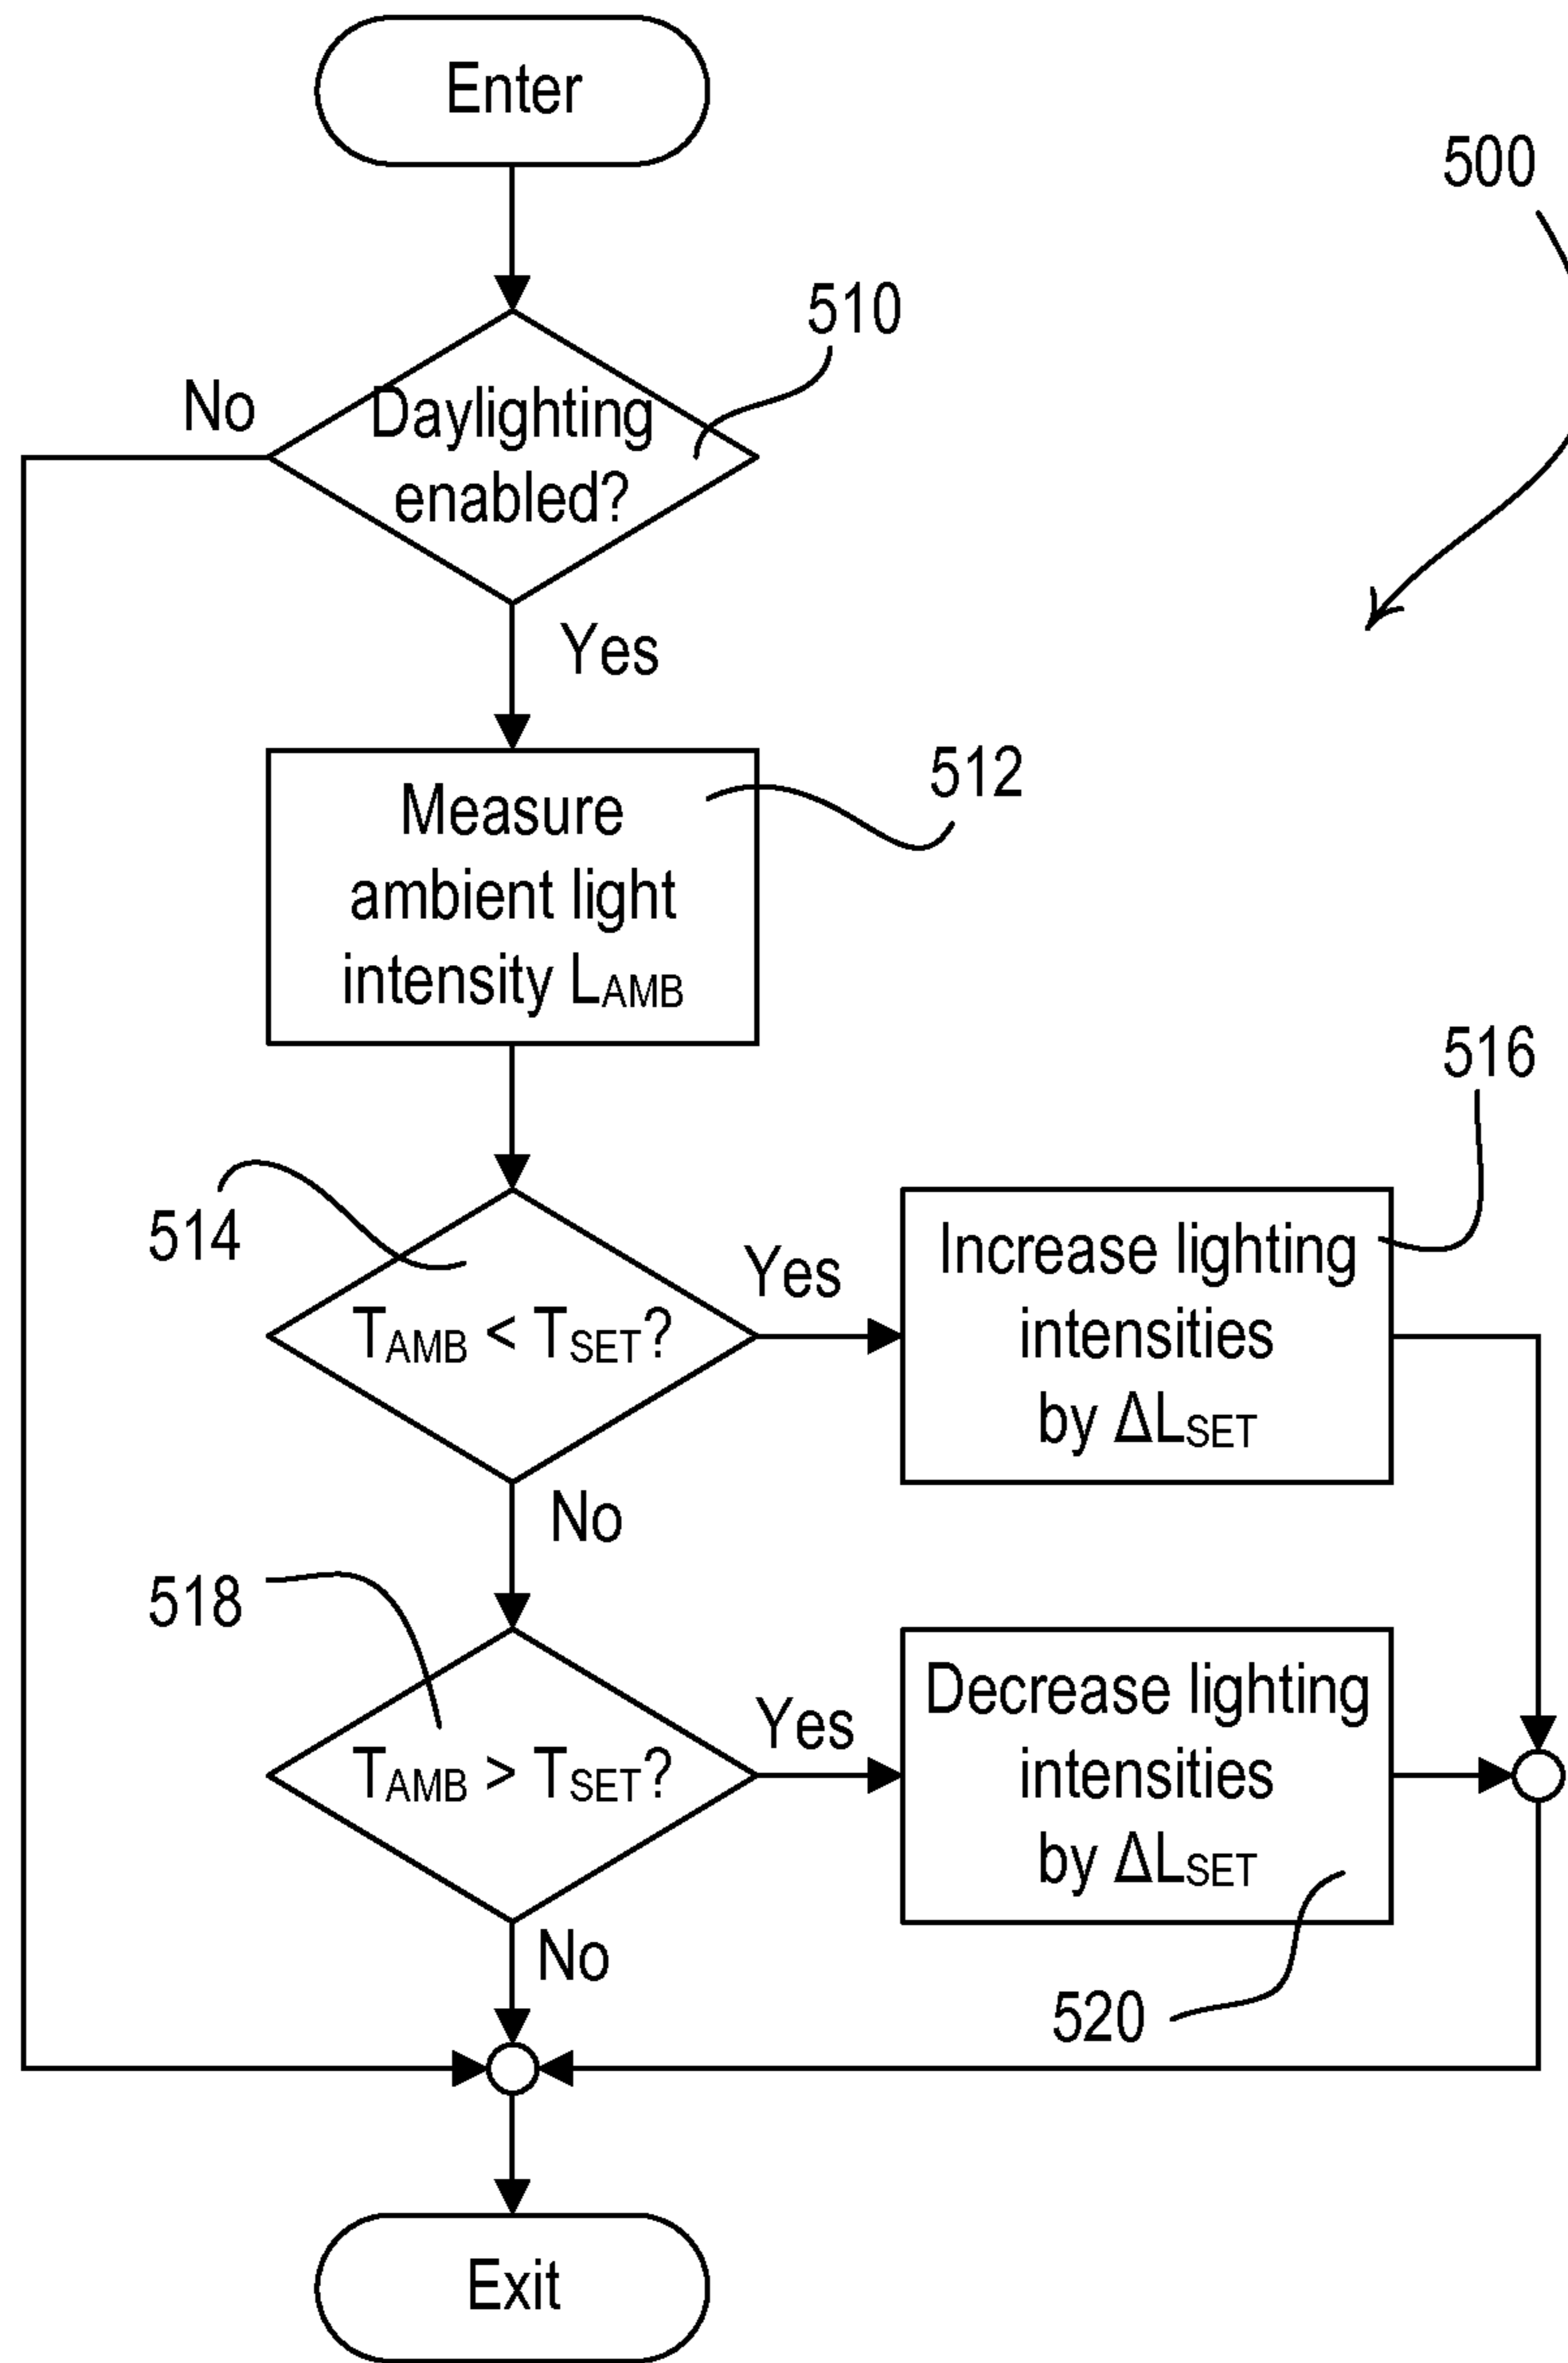 Enter
500
510
No
Daylighting
enabled?
Yes
512
Measure
ambient light
intensity LAMB
516
514
Yes
TAMB < TSET?
Increase lighting
intensities
by ΔLSET
No
518
Yes
TAMB > TSET?
Decrease lighting
intensities
by ΔLSET
No
520
Exit